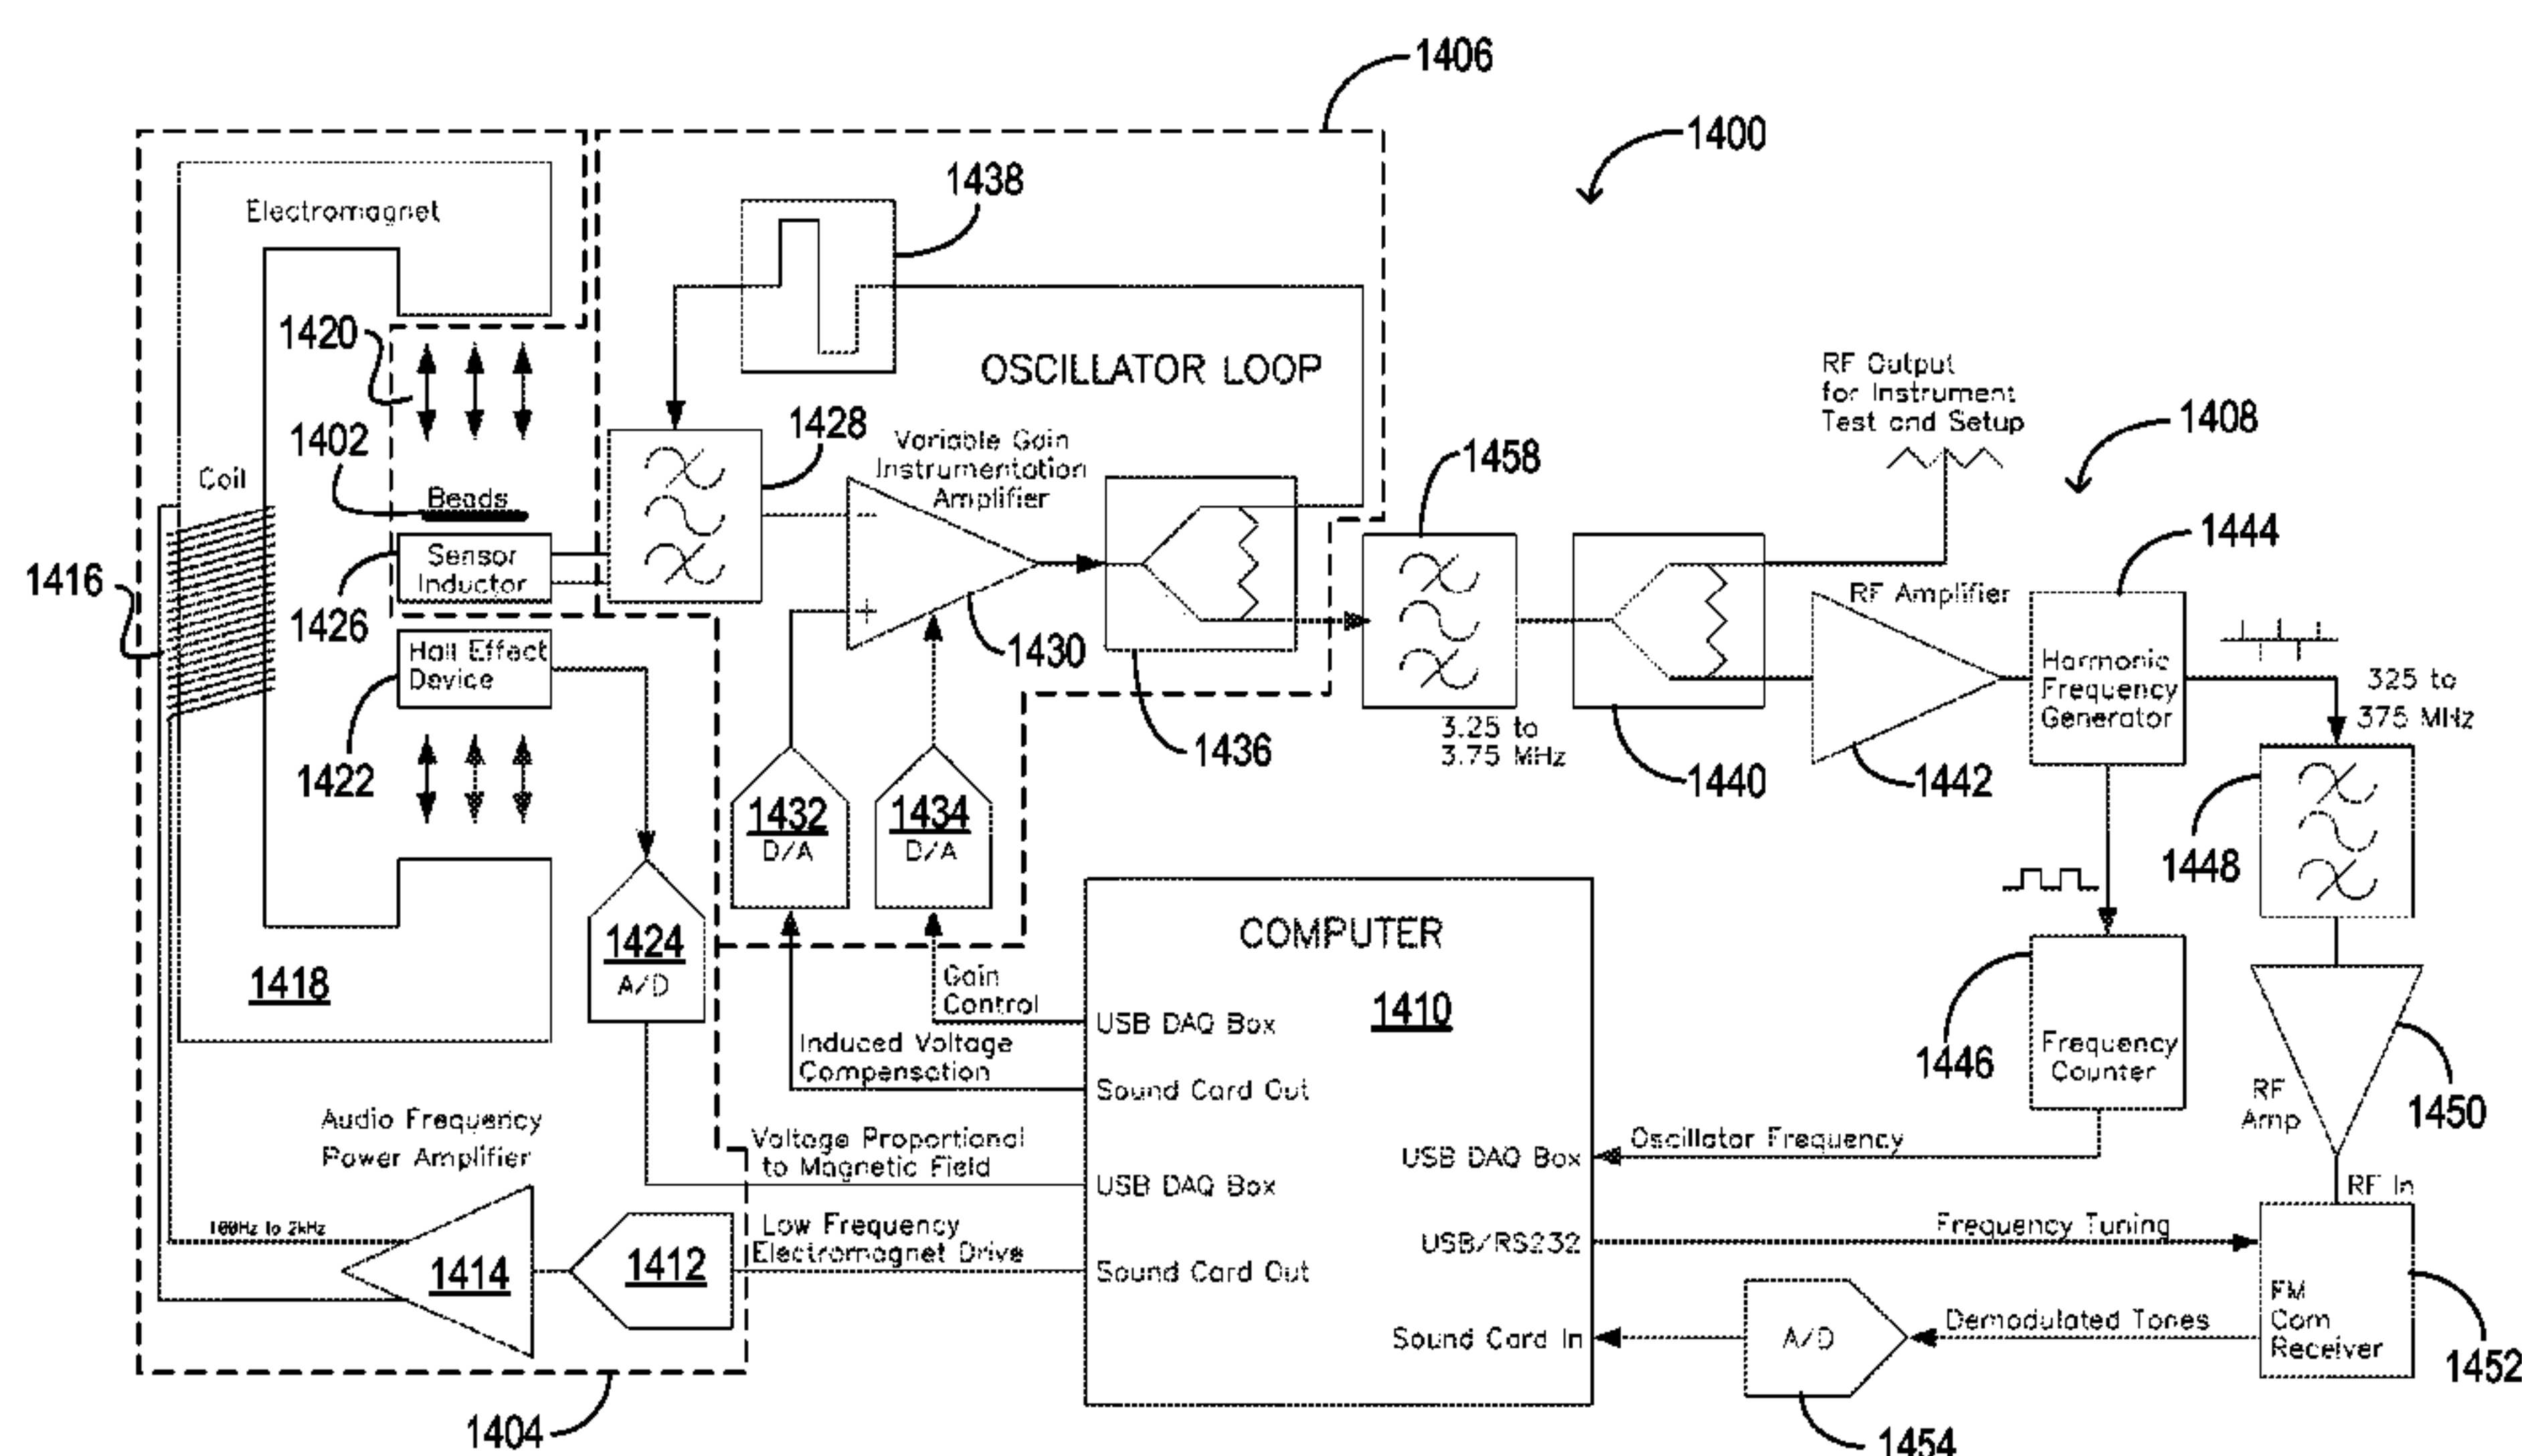 1406
1400
1438
Electromagnet
1420
OSCILLATOR LOOP
RF Output
for Instrument
Test and Setup
1408
1402
1428
Variable Gain
Instrumentation
Amplifier
1458
Coil
Beads
1444
Sensor
Inductor
1416
1426
RF Amplifier
1430
Hall Effect
Device
Harmonic
Frequency
Generator
325 to
375 MHz
3.25 to
3.75 MHz
1422
1436
1440
1442
1432
D/A
1434
D/A
1448
COMPUTER
1424
A/D
1418
1410
Gain
Control
USB DAQ Box
Induced Voltage
Compensation
Sound Card Out
1446
Frequency
Counter
RF
Amp
1450
Audio Frequency
Power Amplifier
Voltage Proportional
to Magnetic Field
USB DAQ Box
USB DAQ Box
Oscillator Frequency
RF In
100Hz to 2kHz
Low Frequency
Electromagnet Drive
Sound Card Out
USB/RS232
Frequency Tuning
1414
1412
FM
Com
Receiver
Sound Card In
A/D
Demodulated Tones
1452
1404
1454